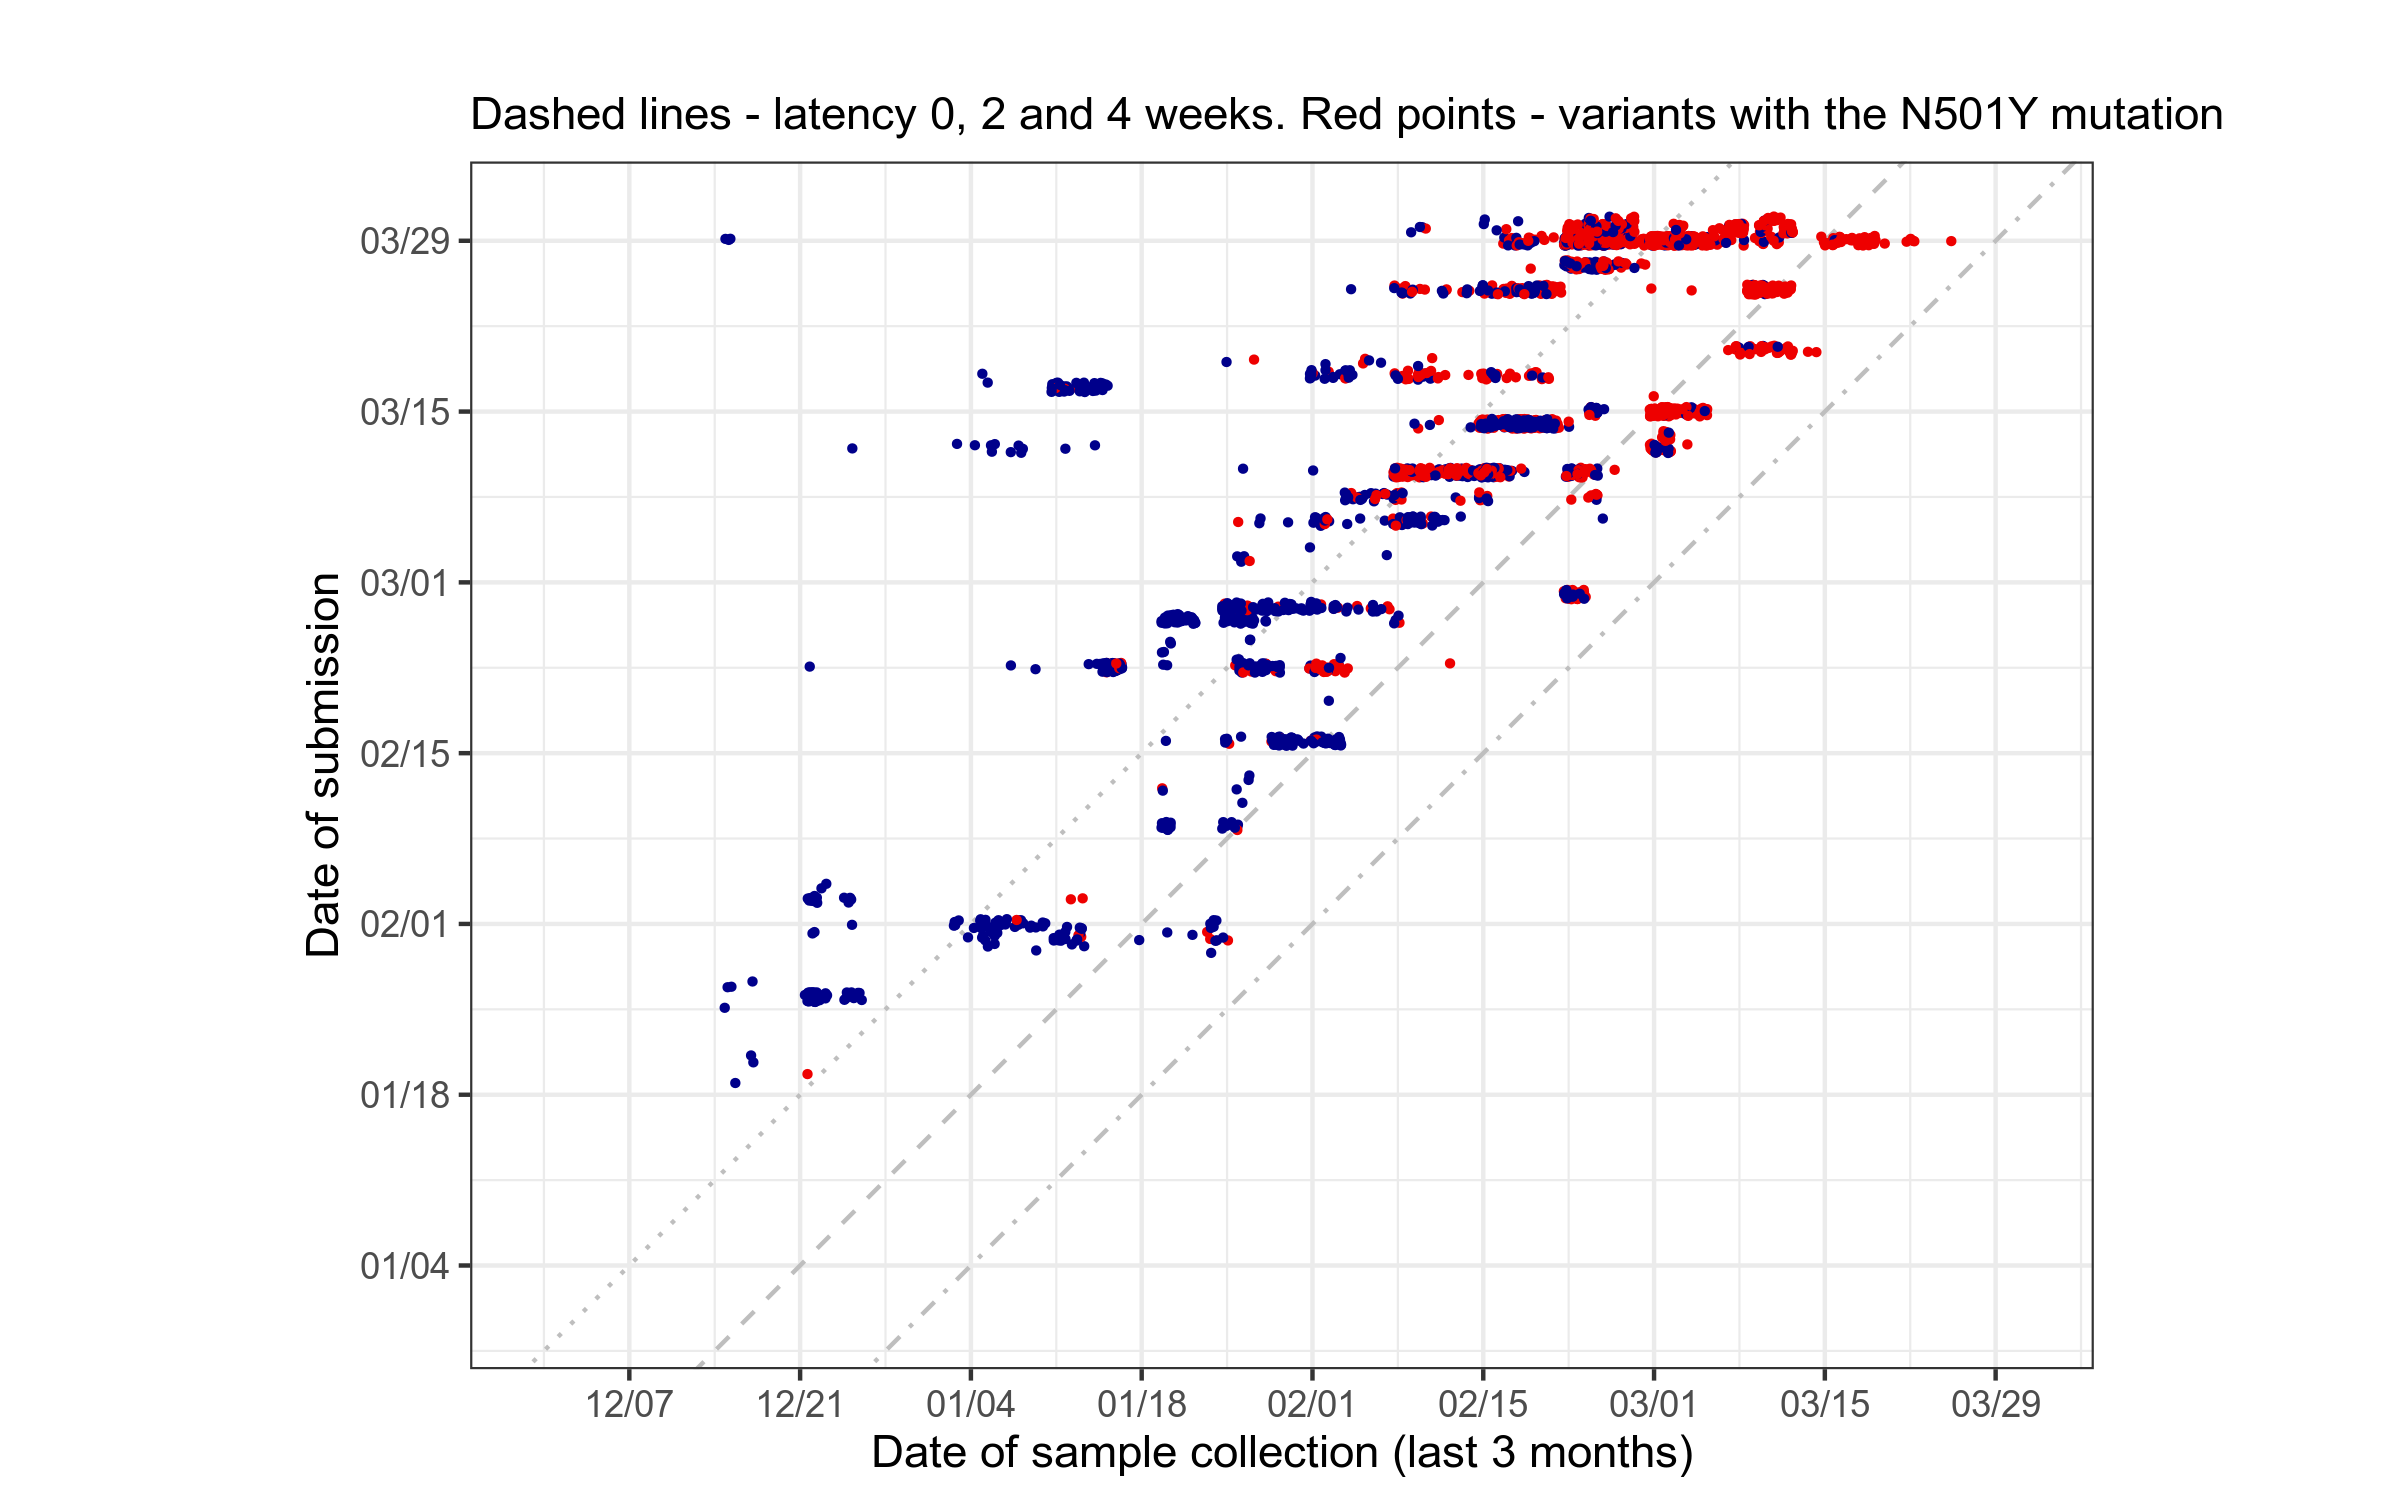 Dashed lines - latency 0, 2 and 4 weeks. Red points - variants with the N501Y mutation
Date of submission
03/29
03/15
03/01
02/15
02/01
01/18
01/04
12/07 12/21 01/04 01/18 02/01 02/15 03/01 03/15 03/29
Date of sample collection (last 3 months)